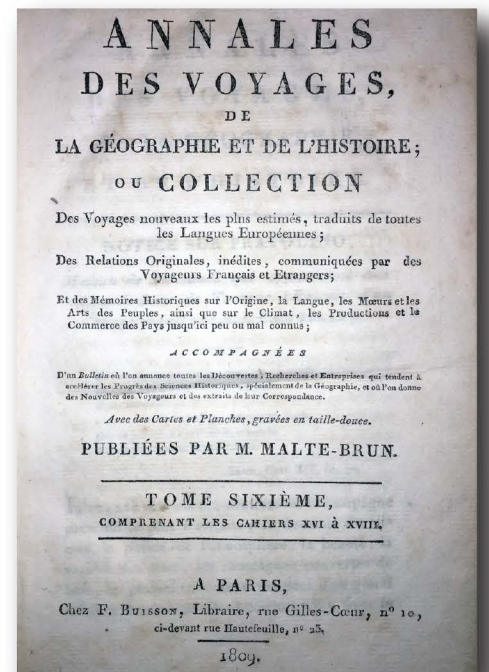 ANNALES
DES VOYAGES,
DE
LA GÉOGRAPHIE ET DE L'HISTOIRE;
OU COLLECTION
Des Voyages nouveaux les plus estimés, traduits de toutes
les Langues Européennes;
Des Relations Originales, inédites, communiquées par des
Voyageurs Français et Etrangers;
Et des Mémoires Historiques sur l'Origine, la Langue, les Mœurs et les
Arts des Peuples, ainsi que sur le Climat, les Productions et le
Commerce des Pays jusqu'ici peu ou mal connus;
ACCOMPAGNÉES
D'un Bulletin où l'on annonce toutes les Découvertes, Recherches et Entreprises qui tendent à
accélérer les Progrès des Sciences Historiques, spécialement de la Géographie, et où l'on donne
des Nouvelles des Voyageurs et des extraits de leur Correspondance.
Avec des Cartes et Planches, gravées en taille-douce.
PUBLIÉES PAR M. MALTE-BRUN.
TOME SIXIÈME,
COMPRENANT LES CAHIERS XVI à XVIII.
A PARIS,
Chez F. BUISSON, Libraire, rue Gilles-Cœur, nº 10,
ci-devant rue Hautefeuille, nº 23.
1809.